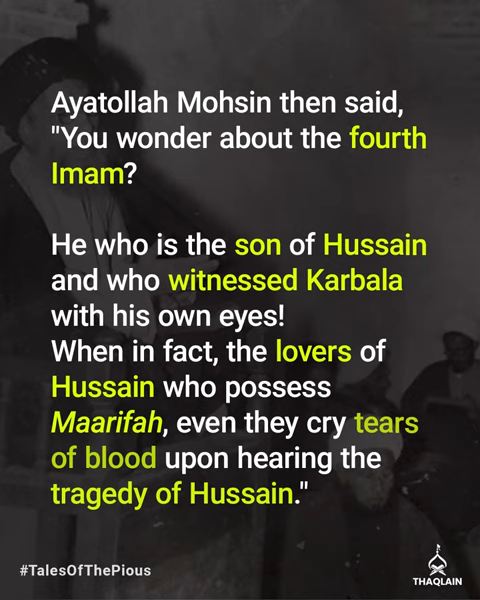 Ayatollah Mohsin then said,
"You wonder about the fourth
Imam?
He who is the son of Hussain
and who witnessed Karbala
with his own eyes!
When in fact, the lovers of
Hussain who possess
Maarifah, even they cry tears
of blood upon hearing the
tragedy of Hussain."
#TalesOfThePious
THAQLAIN